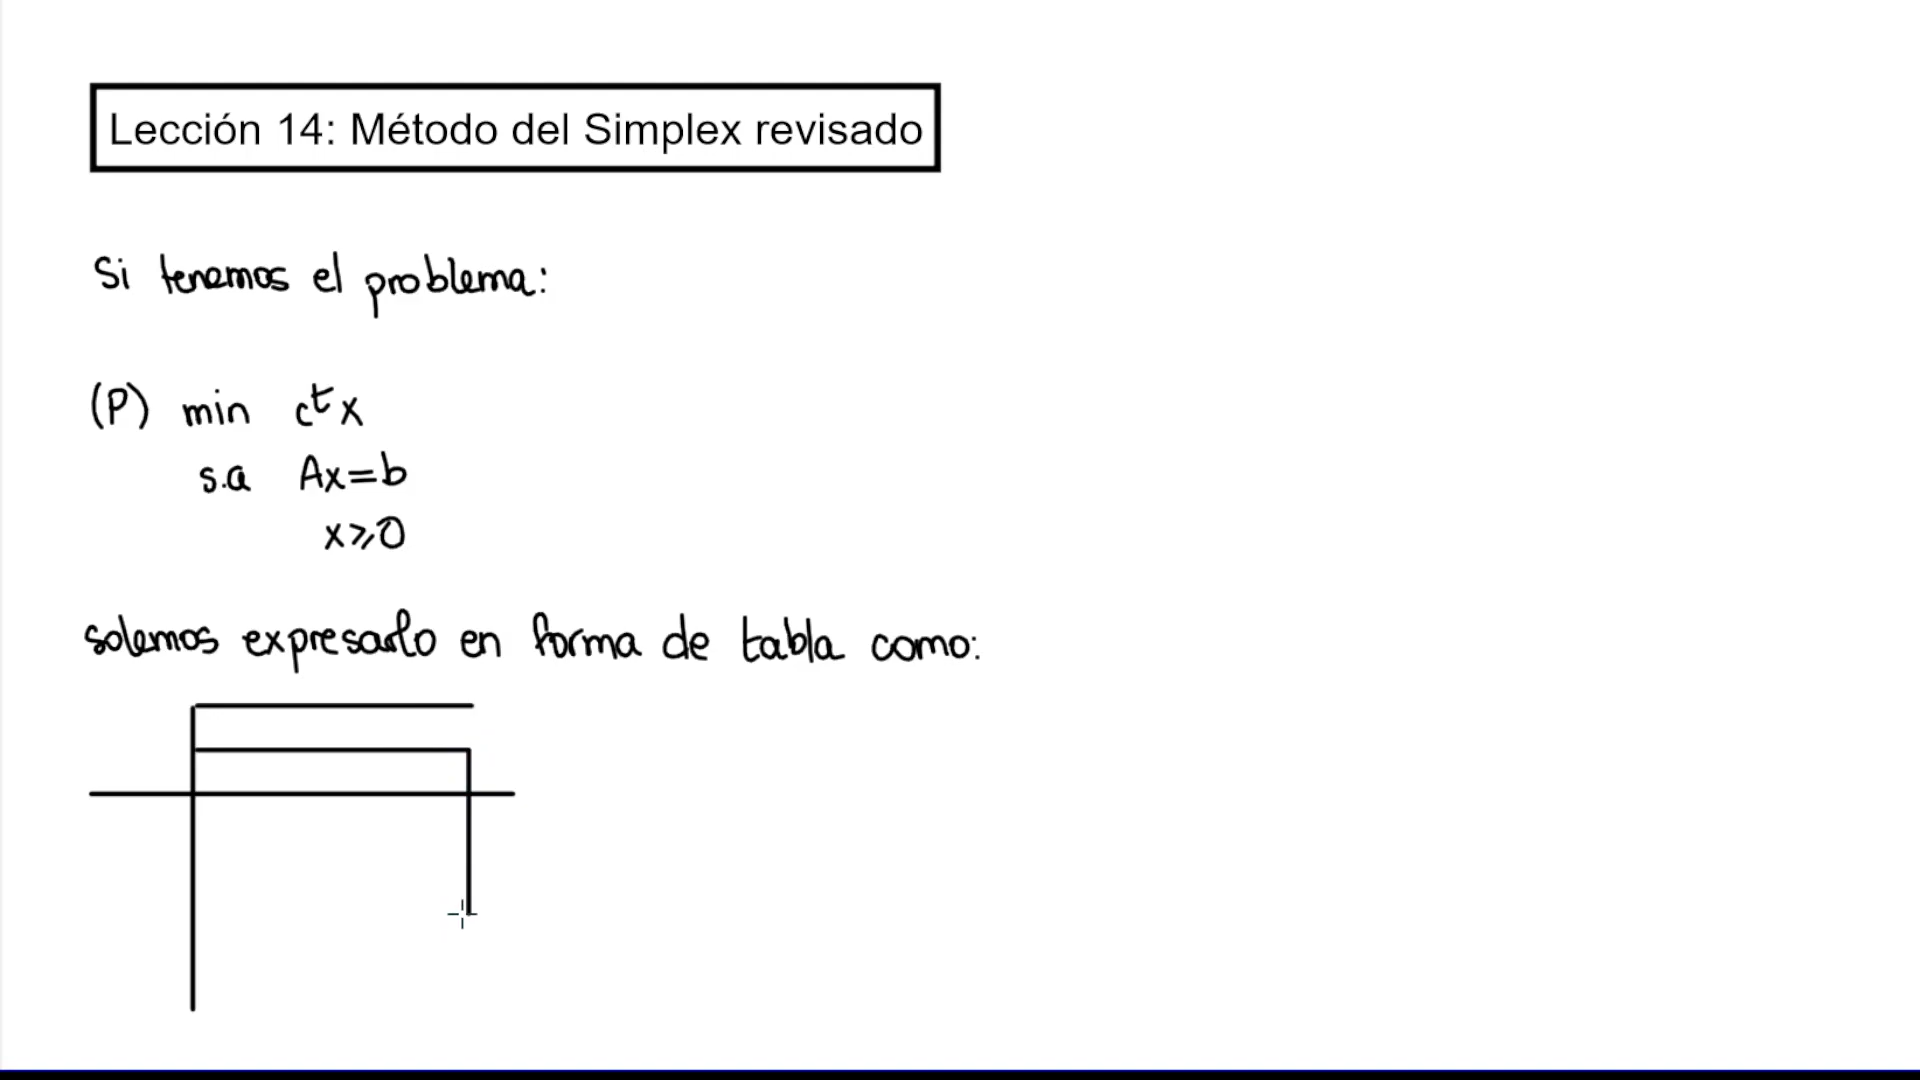 Lección 14: Método del Simplex revisado
Si tenemos el problema:
(P) min cᵗx
s.a Ax=b
x⩾0
solemos expresarlo en forma de tabla como: